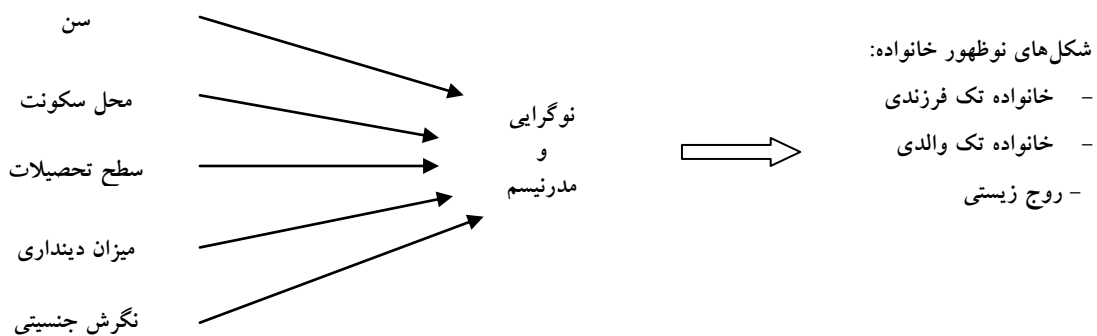 سن
محل سکونت
سطح تحصیلات
میزان دینداری
نگرش جنسیتی
نوگرایی
و
مدرنیسم
شکل‌های نوظهور خانواده:
- خانواده تک فرزندی
- خانواده تک والدی
- روج زیستی